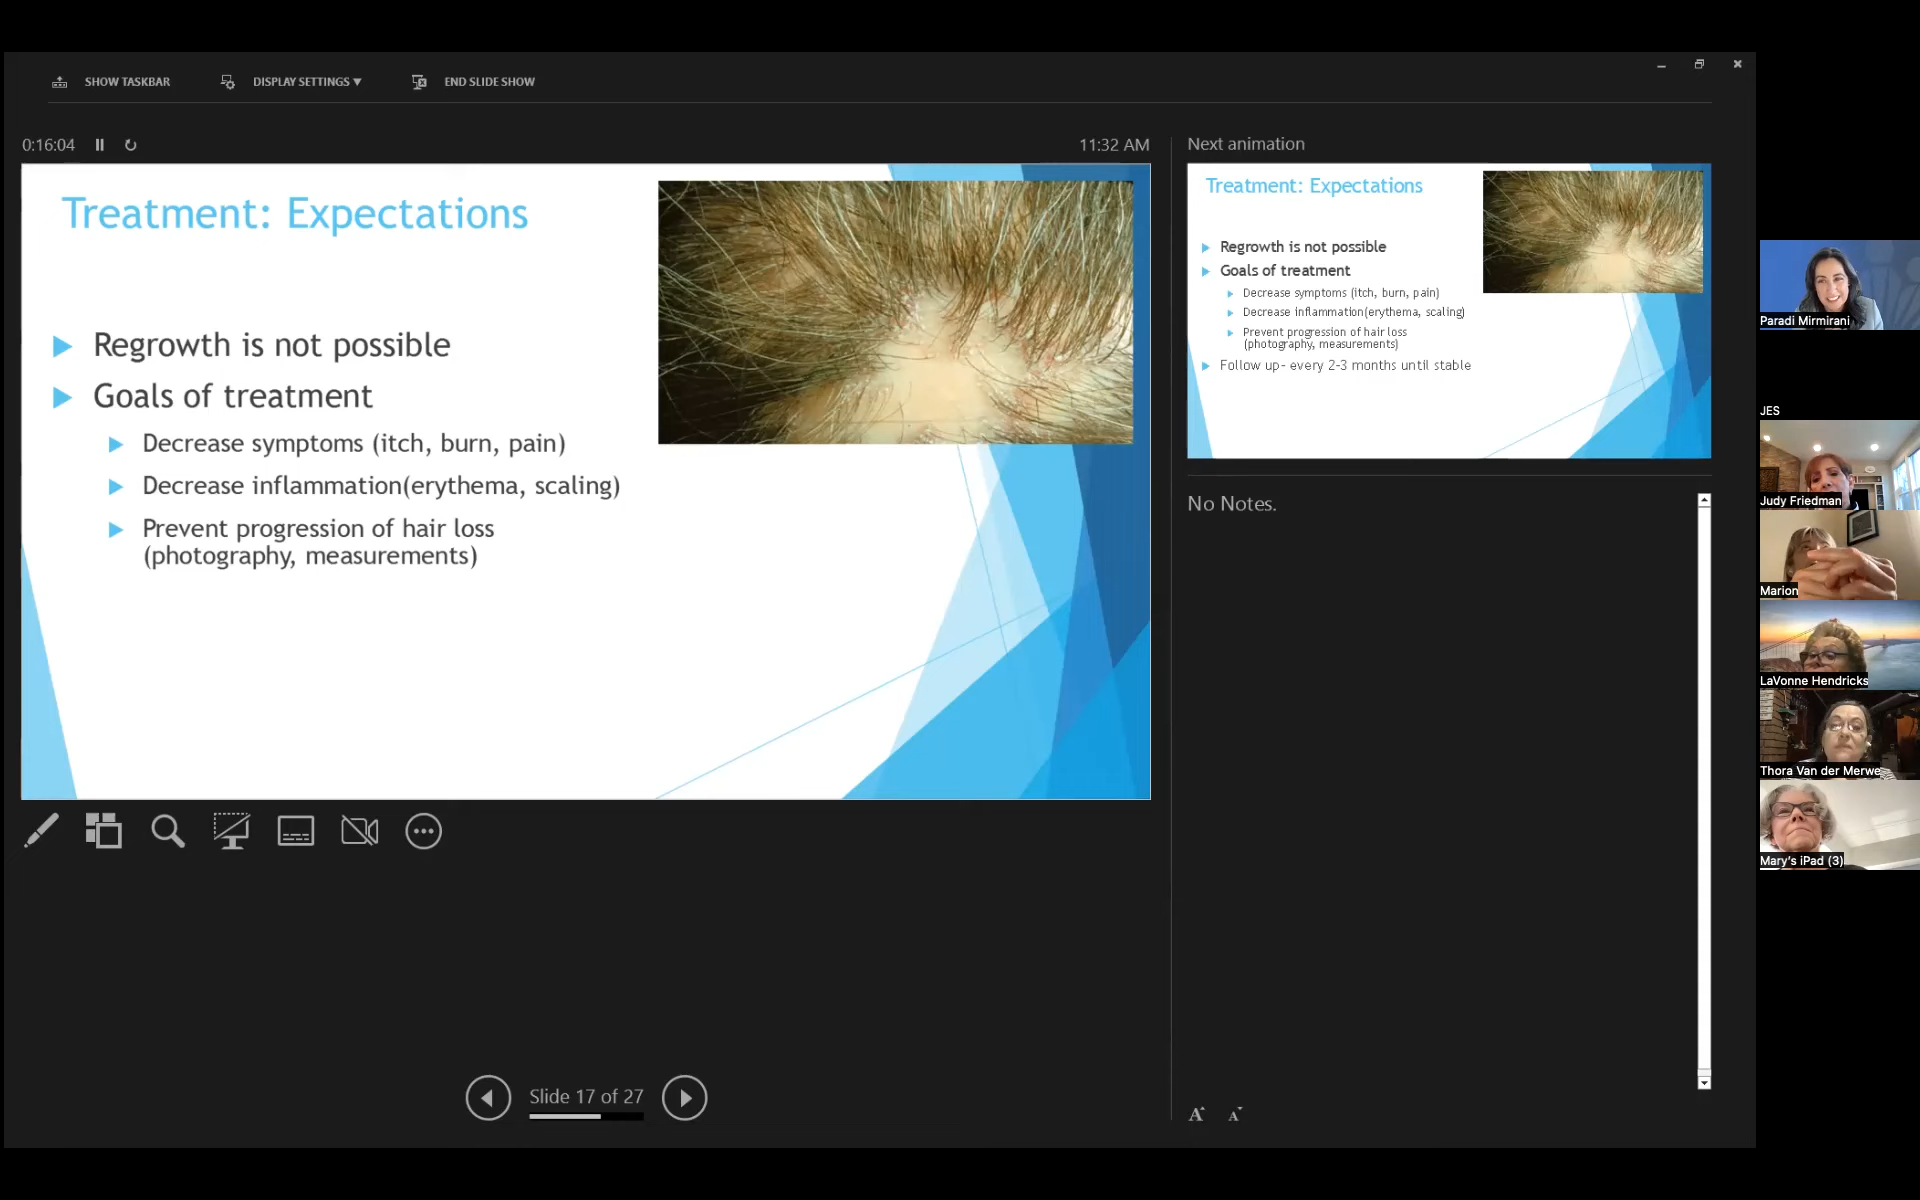 SHOW TASKBAR
DISPLAY SETTINGS ▼
END SLIDE SHOW
0:16:04
11:32 AM
Treatment: Expectations
Regrowth is not possible
Goals of treatment
Decrease symptoms (itch, burn, pain)
Decrease inflammation(erythema, scaling)
Prevent progression of hair loss
(photography, measurements)
Slide 17 of 27
Next animation
Treatment: Expectations
Regrowth is not possible
Goals of treatment
Decrease symptoms (itch, burn, pain)
Decrease inflammation(erythema, scaling)
Prevent progression of hair loss
(photography, measurements)
Follow up- every 2-3 months until stable
No Notes.
A A
Paradi Mirmirani
JES
Judy Friedman
Marion
LaVonne Hendricks
Thora Van der Merwe
Mary's iPad (3)